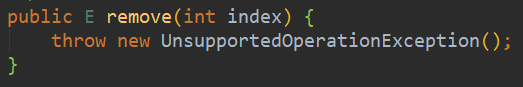 public E remove(int index) {
    throw new UnsupportedOperationException();
}